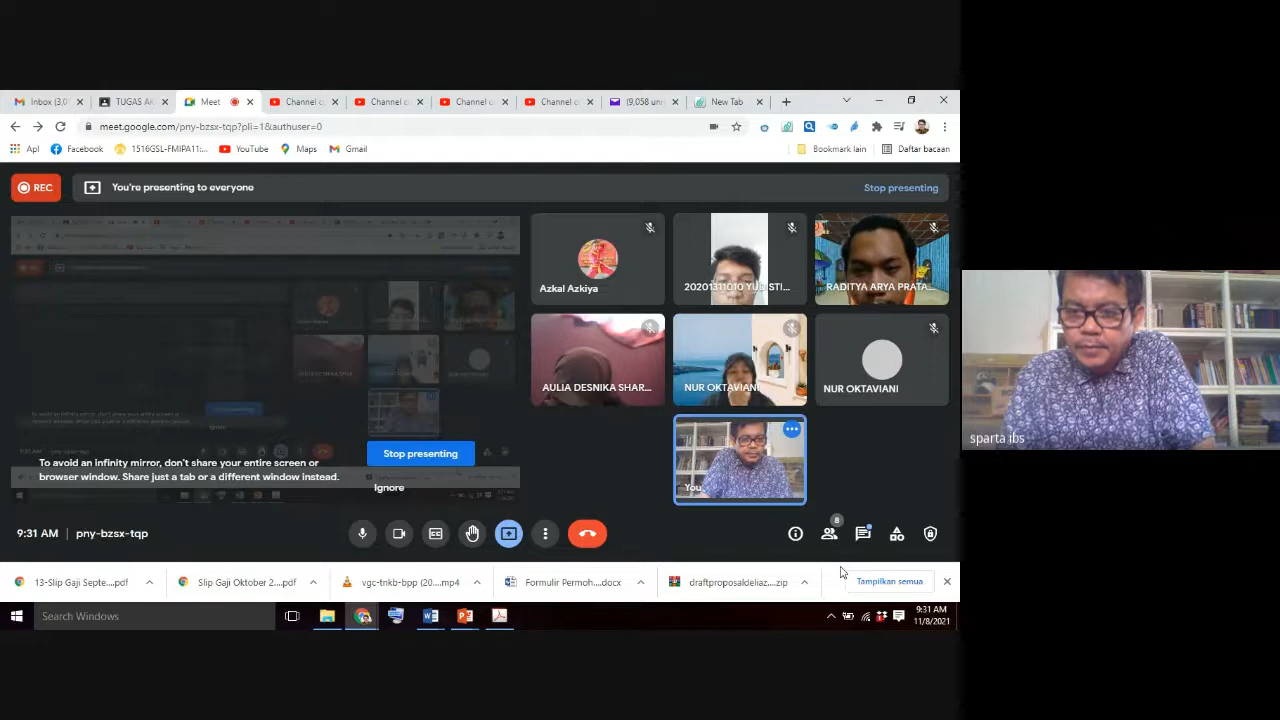 Inbox (3,0
TUGAS A
Meet
Channel c
Channel c
Channel c
Channel c
(9,058 un
New Tab
meet.google.com/pny-bzsx-tqp?pli=1&authuser=0
Apl
Facebook
1516GSL-FMIPA11:...
YouTube
Maps
Gmail
Bookmark lain
Daftar bacaan
REC
You're presenting to everyone
Stop presenting
Azkal Azkiya
20201311010 YUDISTI...
RADITYA ARYA PRATA...
AULIA DESNIKA SHAR...
NUR OKTAVIANI
NUR OKTAVIANI
You
To avoid an infinity mirror, don't share your entire screen or
browser window. Share just a tab or a different window instead.
Stop presenting
Ignore
9:31 AM | pny-bzsx-tqp
8
13-Slip Gaji Septe....pdf
Slip Gaji Oktober 2....pdf
vgc-tnkb-bpp (20....mp4
Formulir Permoh....docx
draftproposaldeliaz....zip
Tampilkan semua
Search Windows
9:31 AM
11/8/2021
sparta ibs